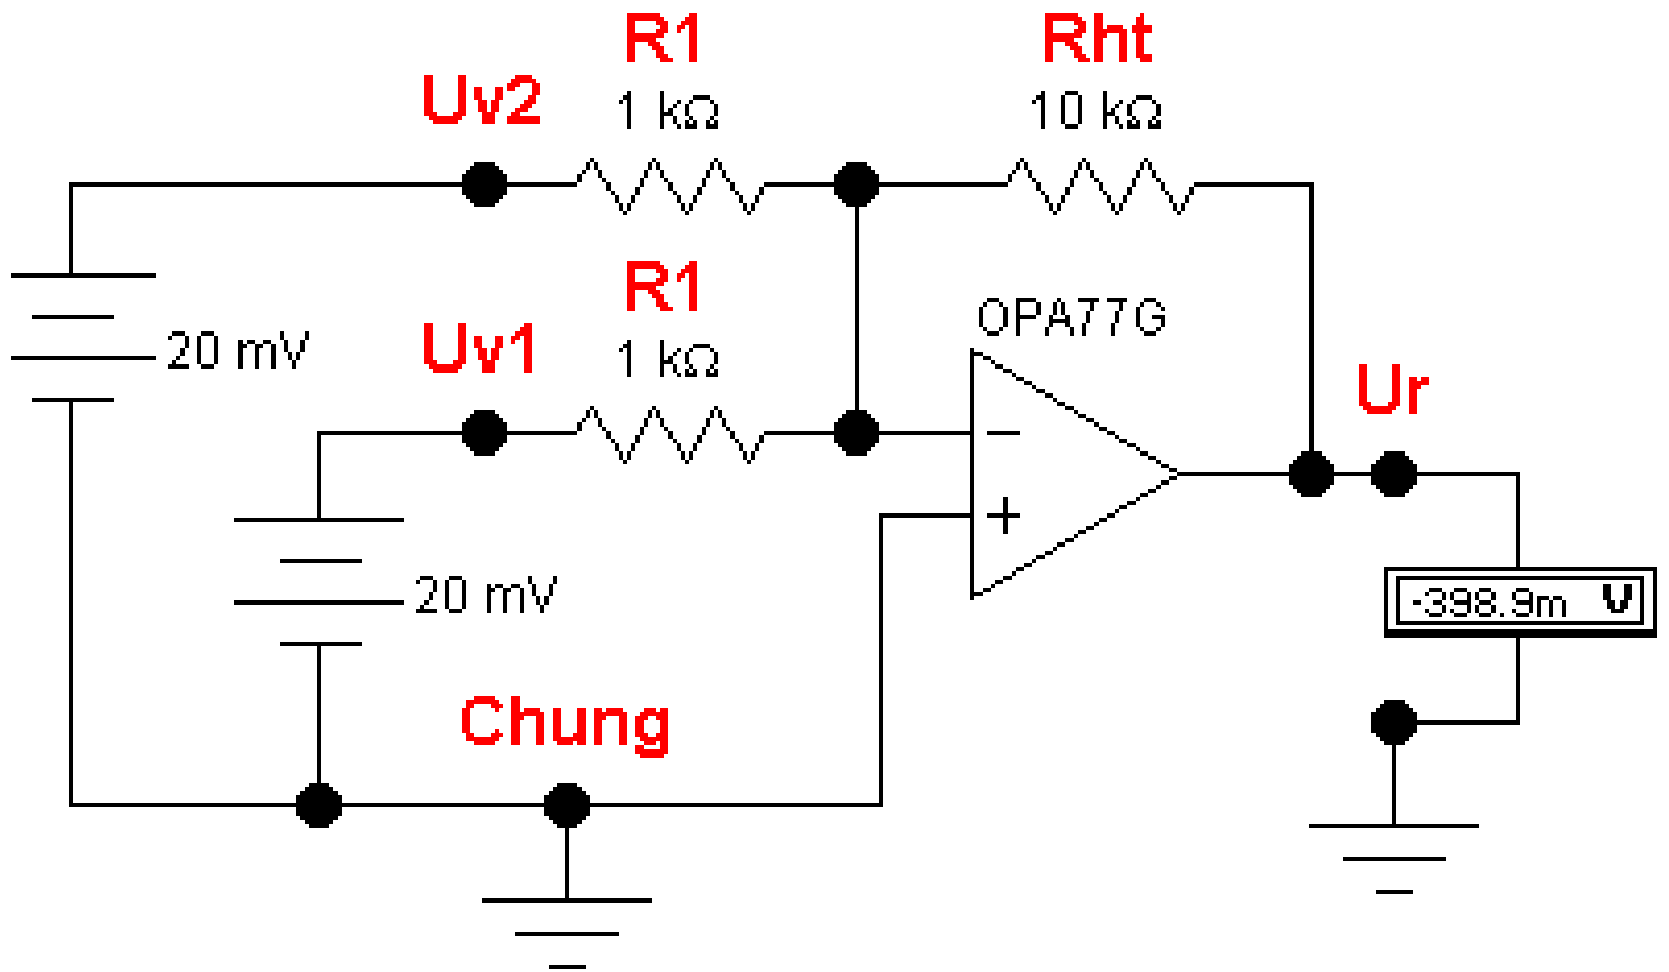 R1
Rht
Uv2
1 kΩ
10 kΩ
R1
OPA77G
20 mV
Uv1
1 kΩ
Ur
20 mV
-398.9m V
Chung